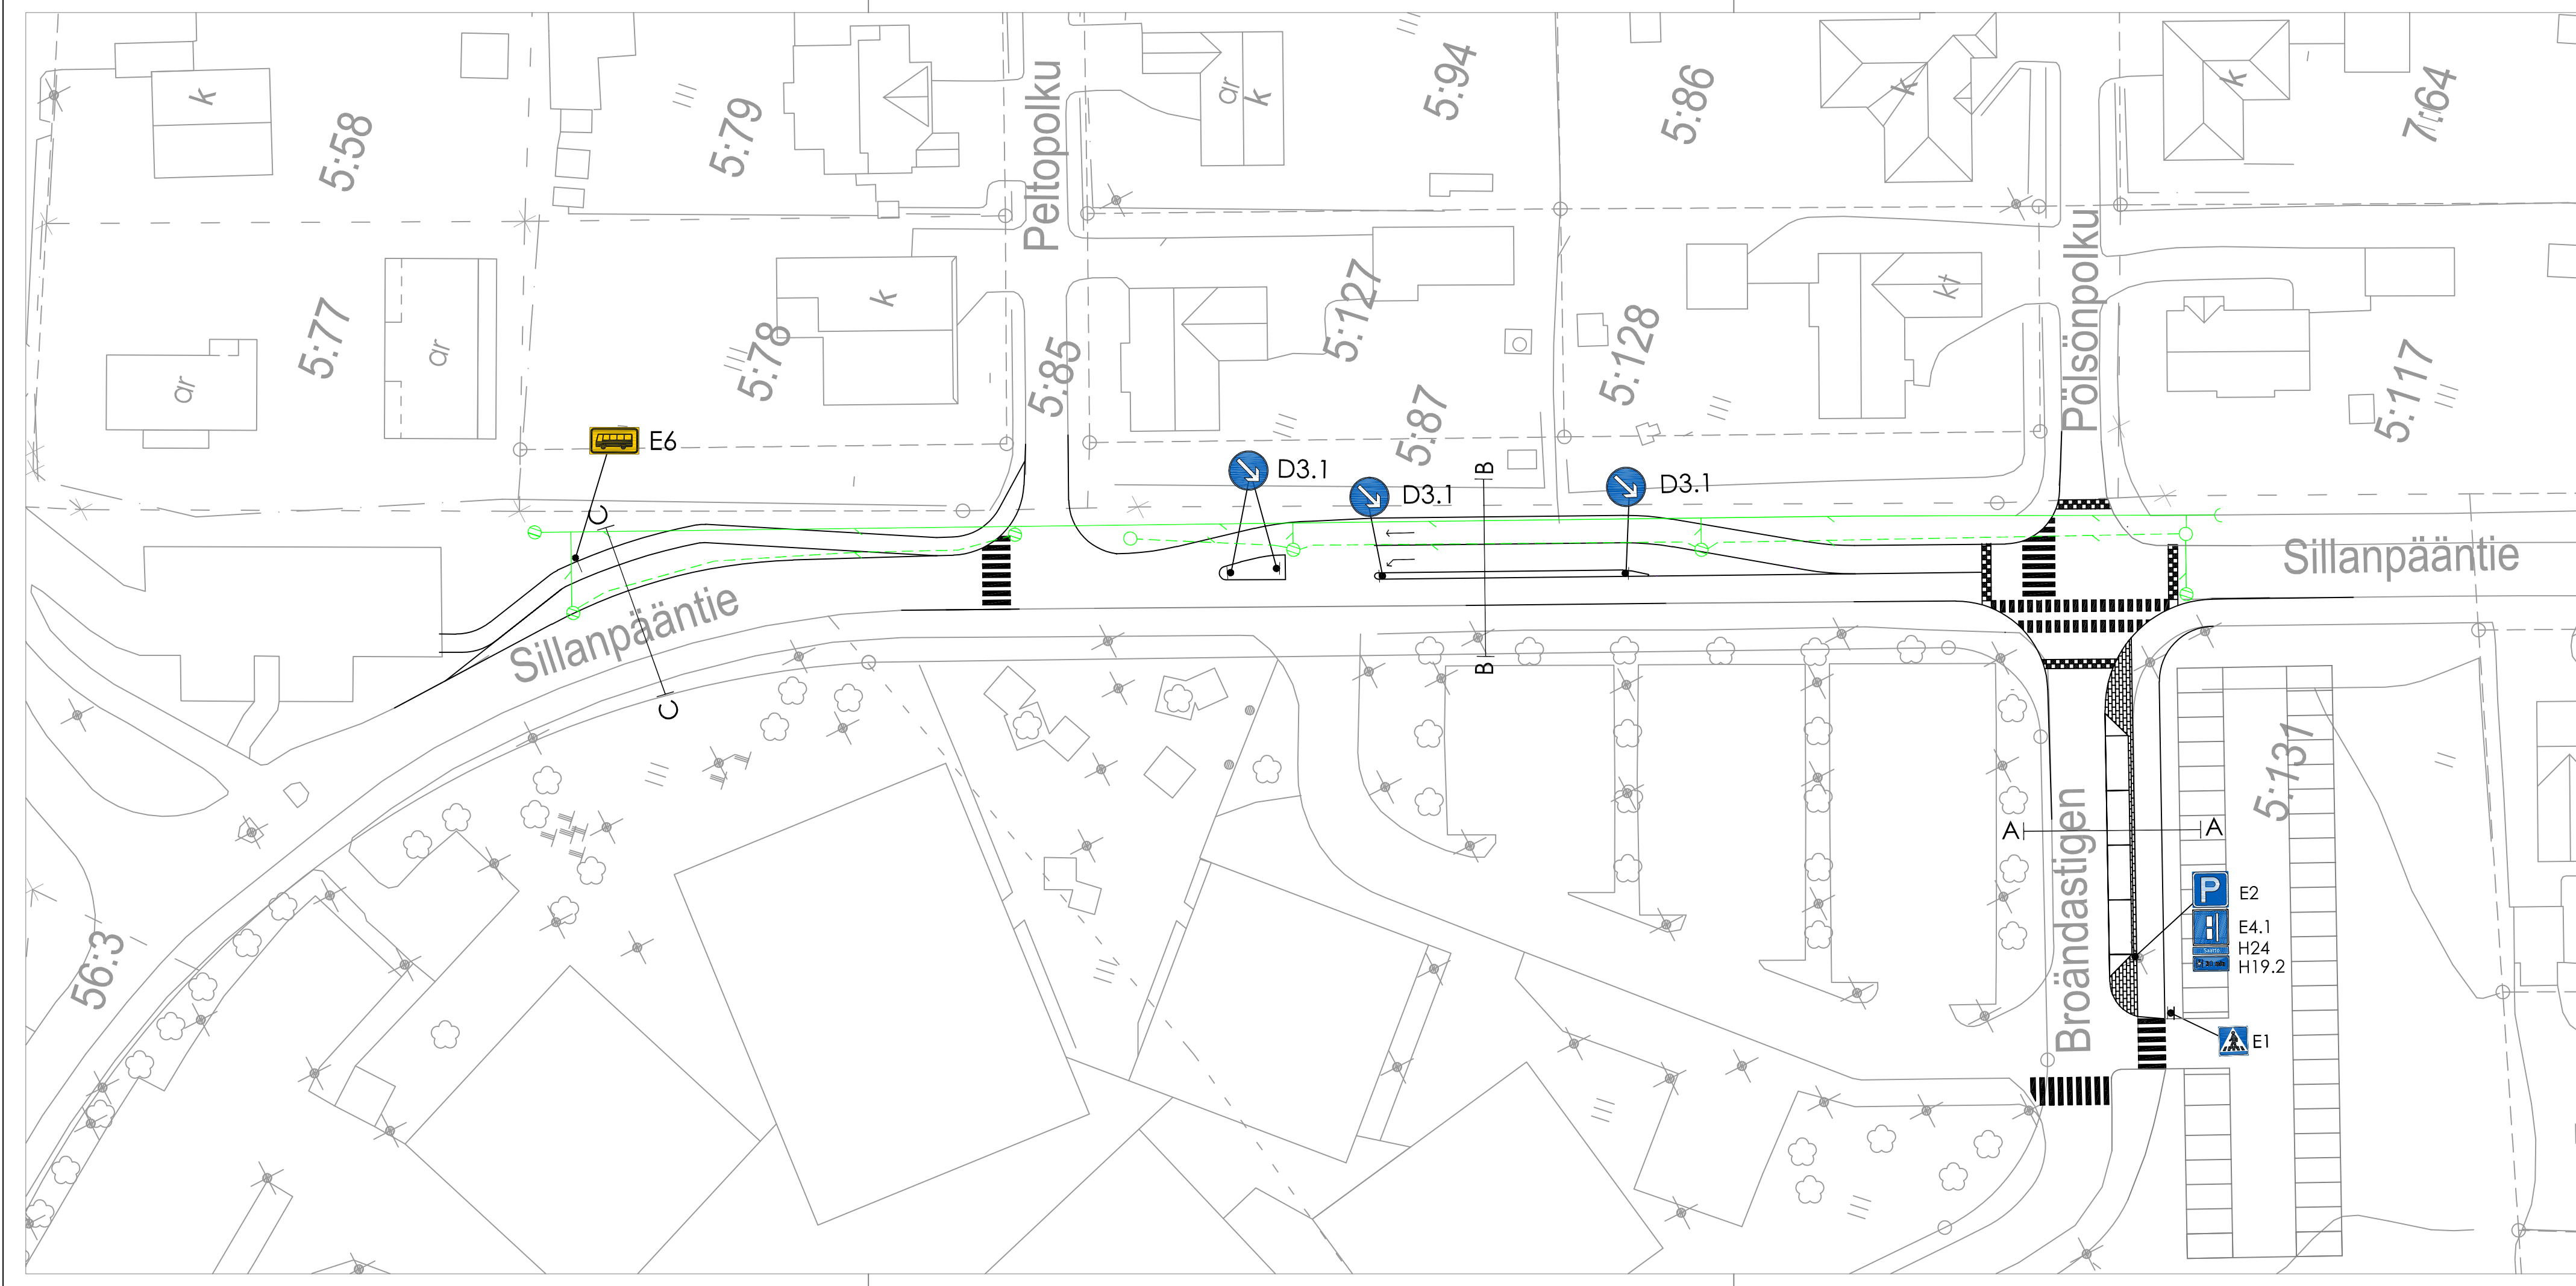 k
5:58
5:79
Peltopolku
ar
k
5:94
5:86
k
k
7:64
5:77
ar
ar
5:78
k
5:85
5:127
5:87
5:128
kt
Pölsönpolku
5:117
E6
D3.1
D3.1
D3.1
B
B
C
C
Sillanpääntie
Sillanpääntie
56:3
Broändastigen
A
A
5:131
P
E2
E4.1
H24
H19.2
E1